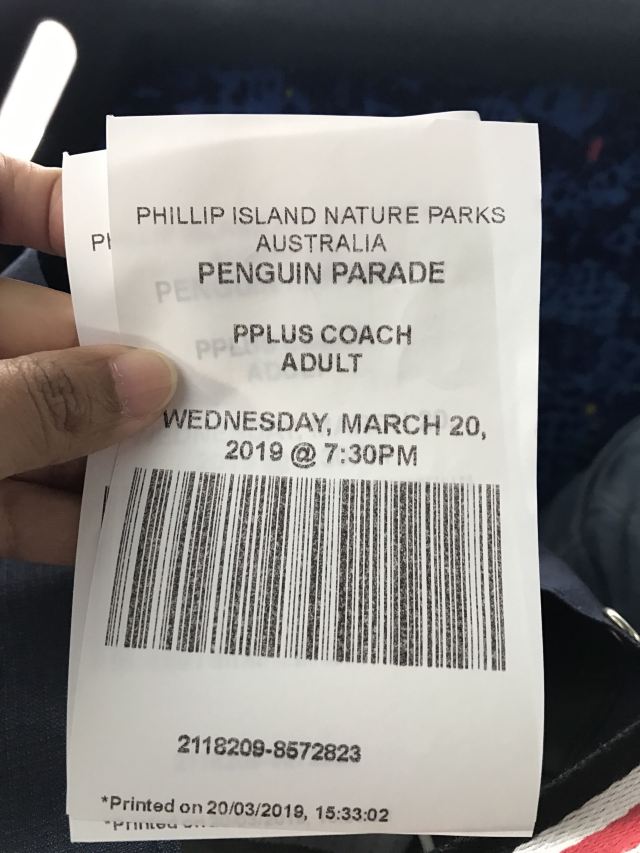 PHILLIP ISLAND NATURE PARKS
AUSTRALIA
PENGUIN PARADE
PPLUS COACH
ADULT
WEDNESDAY, MARCH 20,
2019 @ 7:30PM
2118209-8572823
*Printed on 20/03/2019, 15:33:02